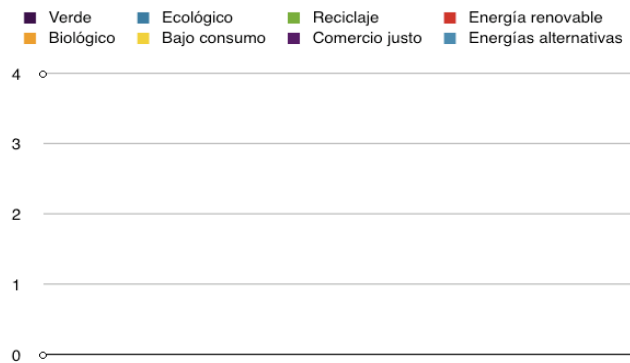 Verde Ecológico Reciclaje Energía renovable
Biológico Bajo consumo Comercio justo Energías alternativas
4
3
2
1
0